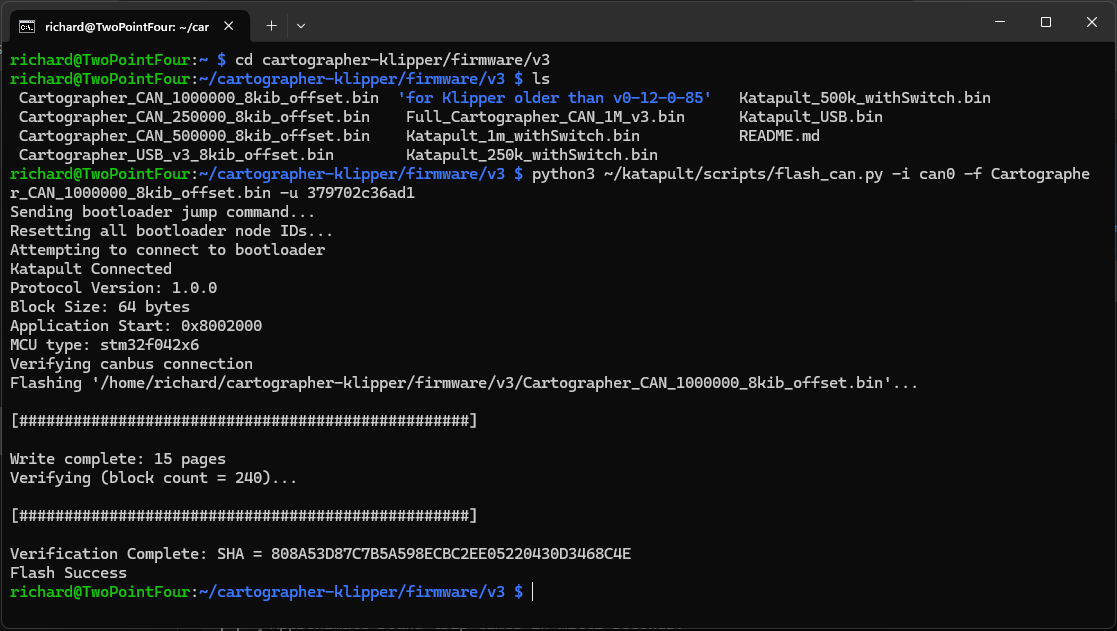 richard@TwoPointFour: ~/car
richard@TwoPointFour:~ $ cd cartographer-klipper/firmware/v3
richard@TwoPointFour:~/cartographer-klipper/firmware/v3 $ ls
Cartographer_CAN_1000000_8kib_offset.bin 'for Klipper older than v0-12-0-85' Katapult_500k_withSwitch.bin
Cartographer_CAN_250000_8kib_offset.bin Full_Cartographer_CAN_1M_v3.bin Katapult_USB.bin
Cartographer_CAN_500000_8kib_offset.bin Katapult_1m_withSwitch.bin README.md
Cartographer_USB_v3_8kib_offset.bin Katapult_250k_withSwitch.bin
richard@TwoPointFour:~/cartographer-klipper/firmware/v3 $ python3 ~/katapult/scripts/flash_can.py -i can0 -f Cartographe
r_CAN_1000000_8kib_offset.bin -u 379702c36ad1
Sending bootloader jump command...
Resetting all bootloader node IDs...
Attempting to connect to bootloader
Katapult Connected
Protocol Version: 1.0.0
Block Size: 64 bytes
Application Start: 0x8002000
MCU type: stm32f042x6
Verifying canbus connection
Flashing '/home/richard/cartographer-klipper/firmware/v3/Cartographer_CAN_1000000_8kib_offset.bin'...
[##################################################]
Write complete: 15 pages
Verifying (block count = 240)...
[##################################################]
Verification Complete: SHA = 808A53D87C7B5A598ECBC2EE05220430D3468C4E
Flash Success
richard@TwoPointFour:~/cartographer-klipper/firmware/v3 $